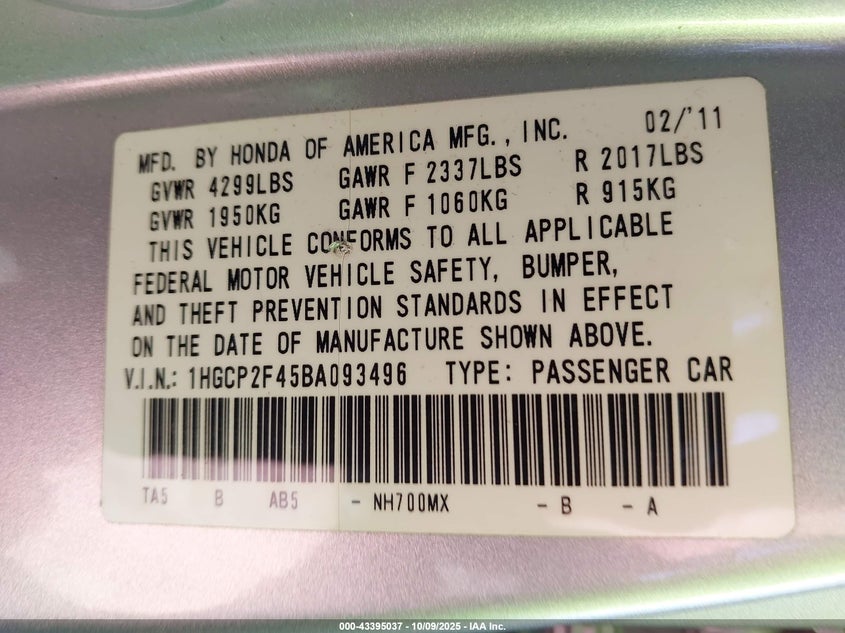 MFD. BY HONDA OF AMERICA MFG., INC. 02/'11
GVWR 4299LBS GAWR F 2337LBS R 2017LBS
GVWR 1950KG GAWR F 1060KG R 915KG
THIS VEHICLE CONFORMS TO ALL APPLICABLE
FEDERAL MOTOR VEHICLE SAFETY, BUMPER,
AND THEFT PREVENTION STANDARDS IN EFFECT
ON THE DATE OF MANUFACTURE SHOWN ABOVE.
V.I.N.: 1HGCP2F45BA093496 TYPE: PASSENGER CAR
TA5 B AB5 - NH700MX - B - A
000-43395037 - 10/09/2025 - IAA Inc.